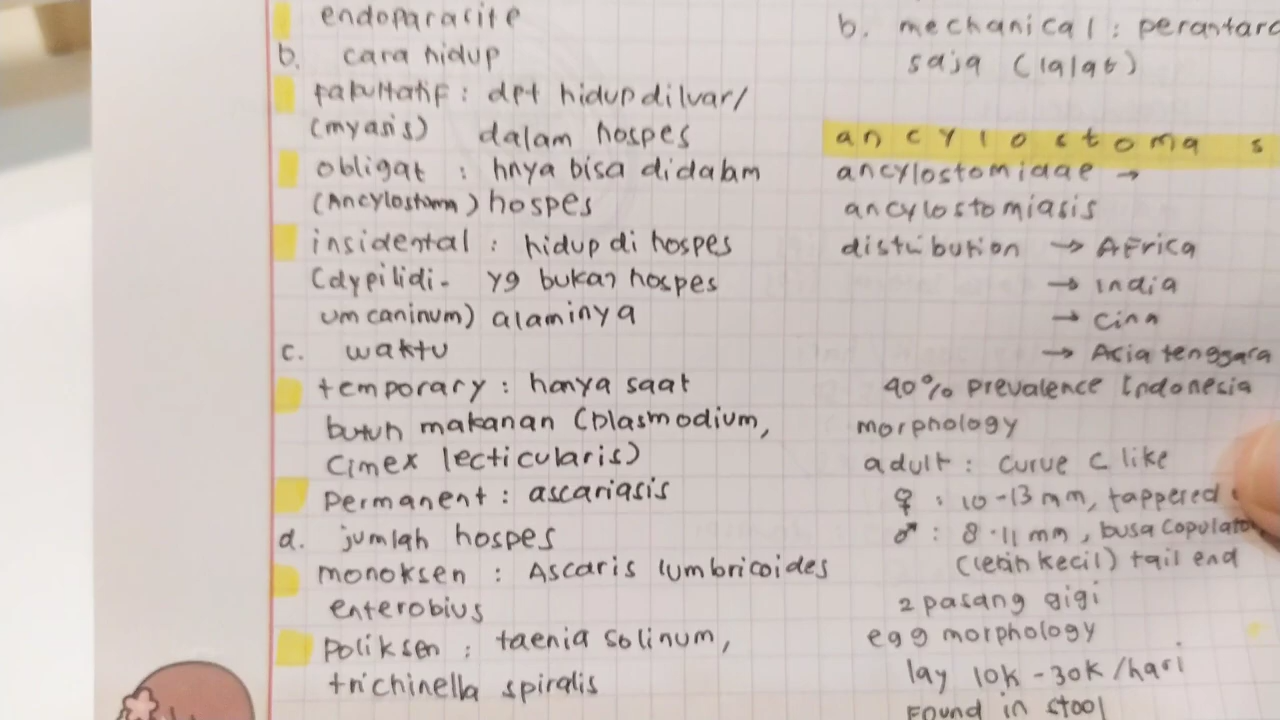 endoparasite
b. cara hidup
fakultatif : dpt hidup diluar/
(myasis) dalam hospes
obligat : hnya bisa didalam
(Ancylostoma) hospes
insidental : hidup di hospes
(dypilidi- yg bukan hospes
um caninum) alaminya
c. waktu
temporary : hanya saat
butuh makanan (plasmodium,
cimex lecticularis)
permanent : ascariasis
d. jumlah hospes
monoksen : Ascaris lumbricoides
enterobius
Poliksen : taenia solinum,
trichinella spiralis
b. mechanical : perantara
saja (lalat)
ancylostoma s
ancylostomidae →
ancylostomiasis
distribution → Africa
→ India
→ Cina
→ Asia tenggara
90% prevalence Indonesia
morphology
adult : curve C like
♀ : 10-13 mm, tappered
♂ : 8-11 mm, busa Copulato
(lebih kecil) tail end
2 pasang gigi
egg morphology
lay 10k - 30k /hari
Found in stool